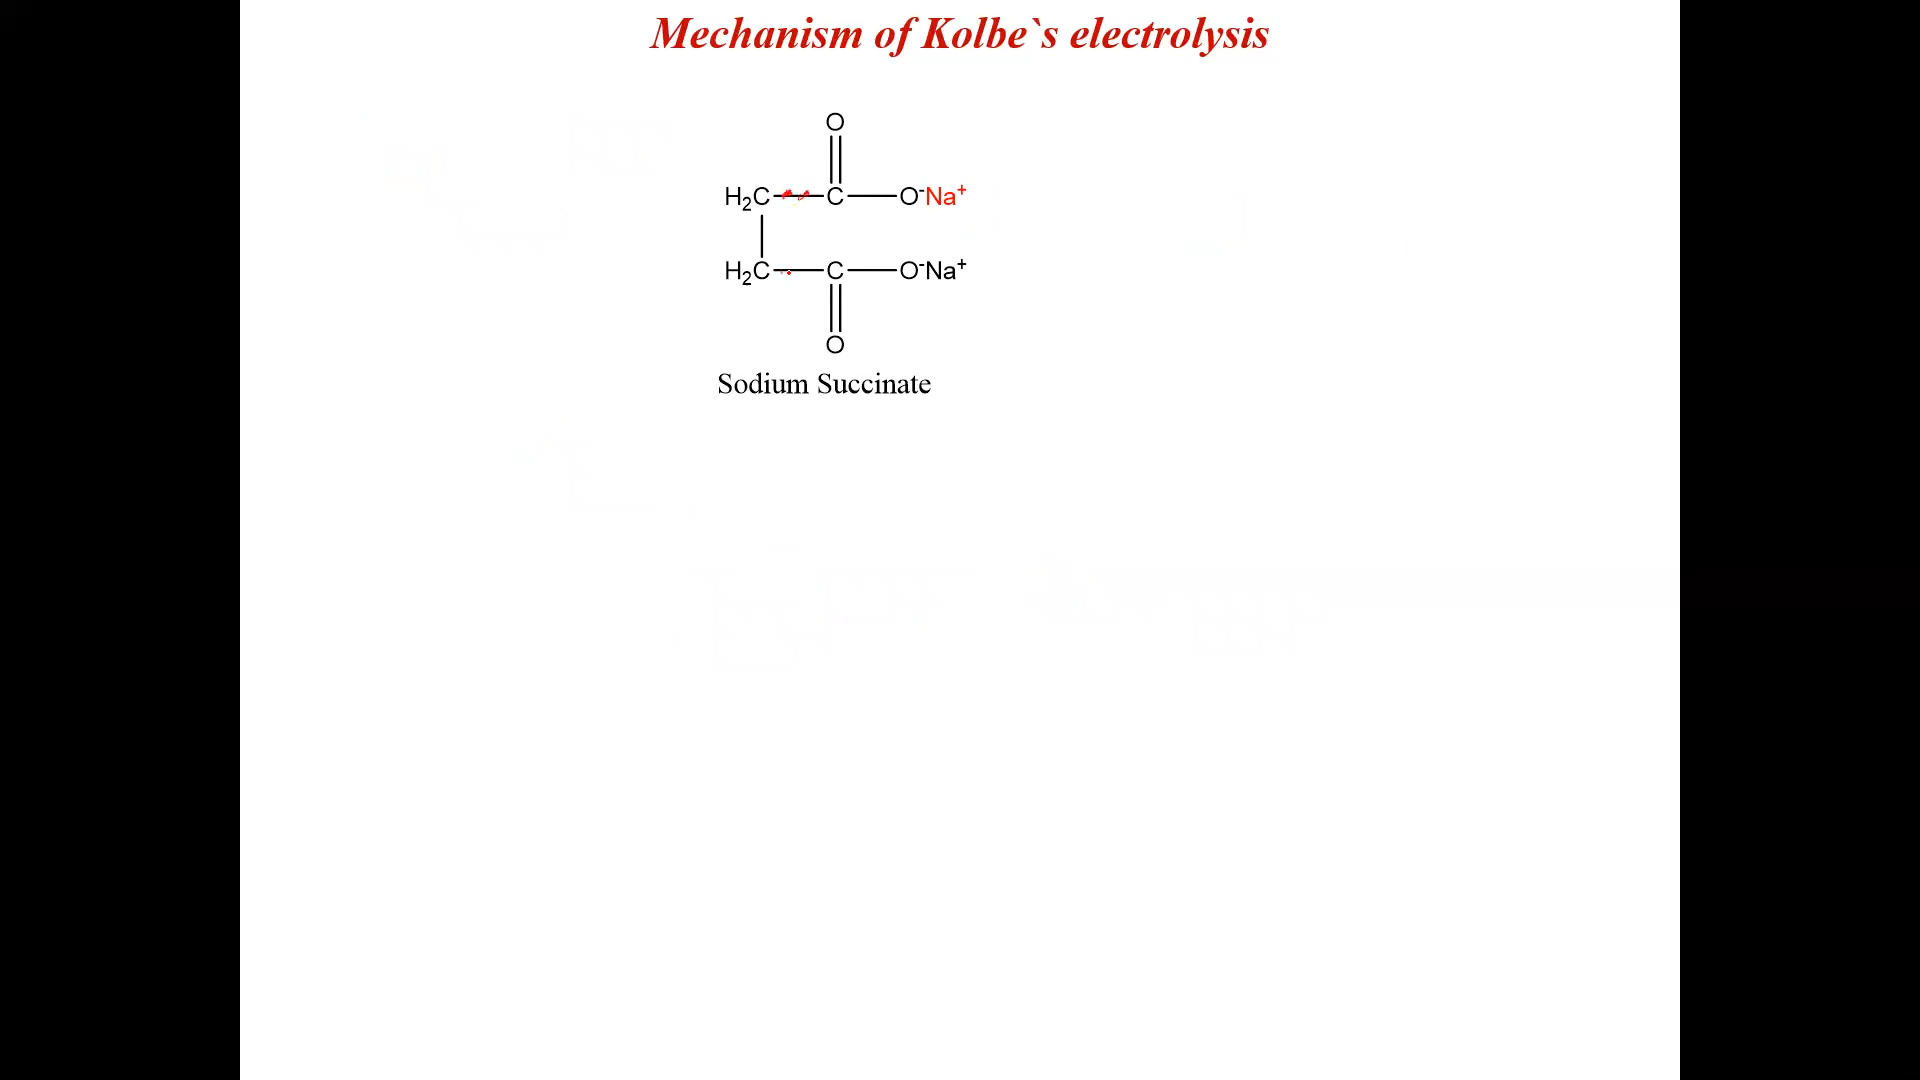 Mechanism of Kolbe`s electrolysis
O
H₂C C O⁻Na⁺
H₂C C O⁻Na⁺
O
Sodium Succinate